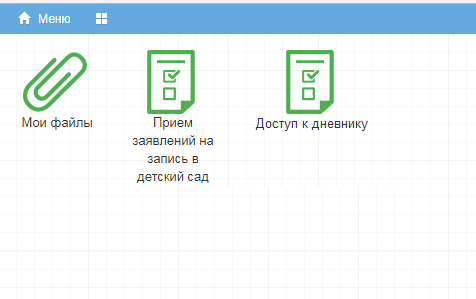 Меню
Мои файлы
Прием
заявлений на
запись в
детский сад
Доступ к дневнику